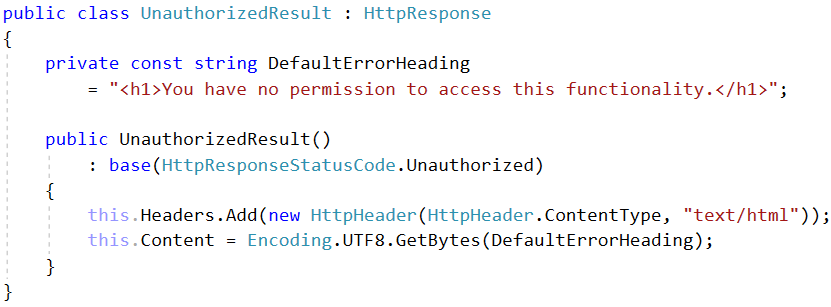 public class UnauthorizedResult : HttpResponse
{
    private const string DefaultErrorHeading
        = "<h1>You have no permission to access this functionality.</h1>";

    public UnauthorizedResult()
        : base(HttpResponseStatusCode.Unauthorized)
    {
        this.Headers.Add(new HttpHeader(HttpHeader.ContentType, "text/html"));
        this.Content = Encoding.UTF8.GetBytes(DefaultErrorHeading);
    }
}